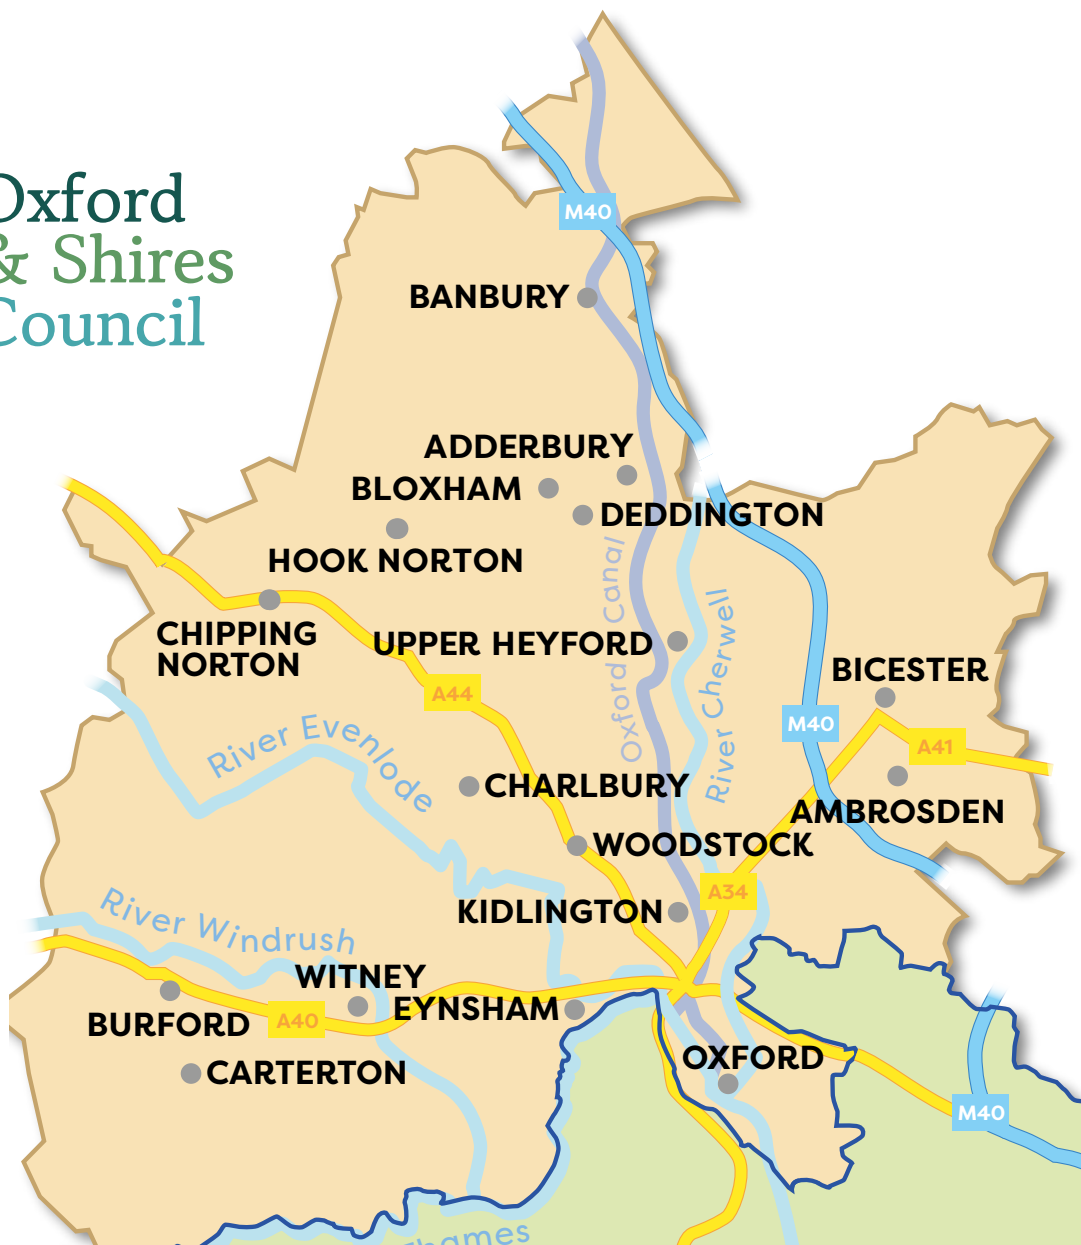 Oxford
& Shires
Council
M40
BANBURY
ADDERBURY
BLOXHAM
DEDDINGTON
HOOK NORTON
Oxford Canal
River Cherwell
CHIPPING
NORTON
UPPER HEYFORD
BICESTER
A44
M40
A41
River Evenlode
CHARLBURY
AMBROSDEN
WOODSTOCK
A34
KIDLINGTON
River Windrush
WITNEY
EYNSHAM
BURFORD
A40
OXFORD
CARTERTON
M40
Thames